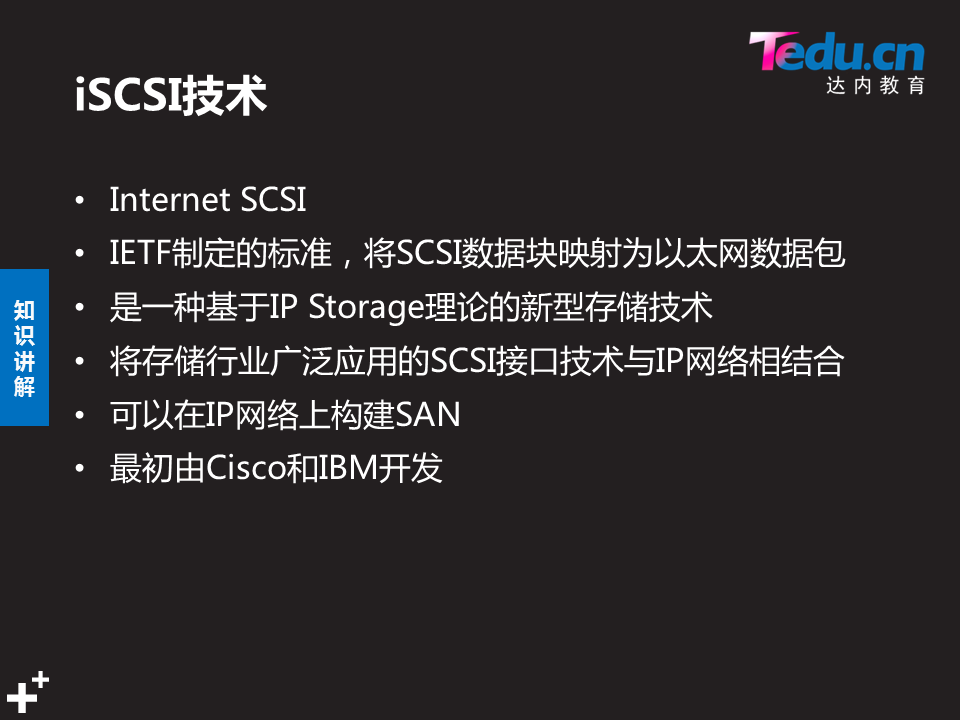 Tedu.cn
达内教育
iSCSI技术
• Internet SCSI
• IETF制定的标准，将SCSI数据块映射为以太网数据包
• 是一种基于IP Storage理论的新型存储技术
• 将存储行业广泛应用的SCSI接口技术与IP网络相结合
• 可以在IP网络上构建SAN
• 最初由Cisco和IBM开发
知识讲解